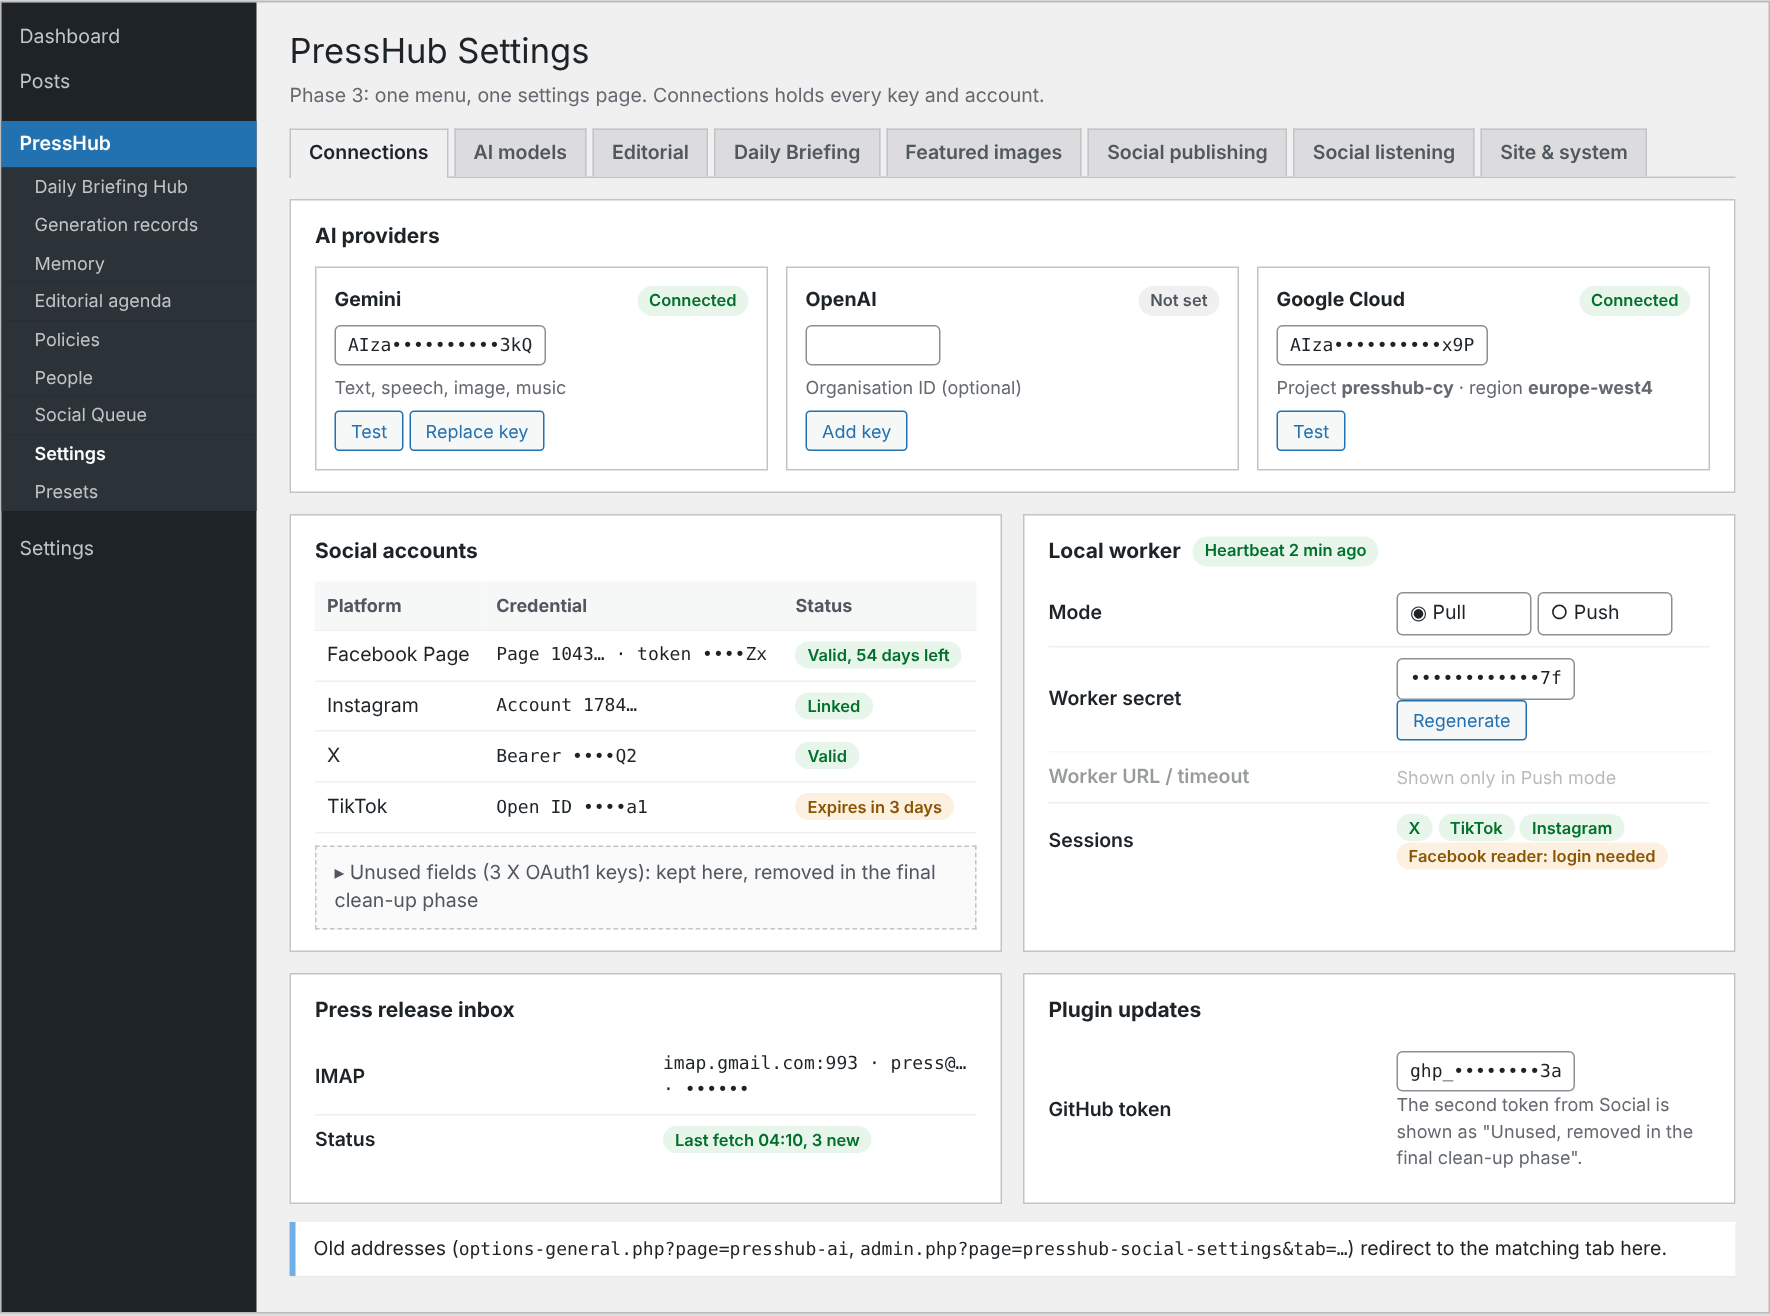 Dashboard
Posts
PressHub
Daily Briefing Hub
Generation records
Memory
Editorial agenda
Policies
People
Social Queue
Settings
Presets
Settings
PressHub Settings
Phase 3: one menu, one settings page. Connections holds every key and account.
Connections
AI models
Editorial
Daily Briefing
Featured images
Social publishing
Social listening
Site & system
AI providers
Gemini
Connected
AIza••••••••••3kQ
Text, speech, image, music
Test
Replace key
OpenAI
Not set
Organisation ID (optional)
Add key
Google Cloud
Connected
AIza••••••••••x9P
Project presshub-cy · region europe-west4
Test
Social accounts
Platform Credential Status
Facebook Page Page 1043… · token ••••Zx Valid, 54 days left
Instagram Account 1784… Linked
X Bearer ••••Q2 Valid
TikTok Open ID ••••a1 Expires in 3 days
▸ Unused fields (3 X OAuth1 keys): kept here, removed in the final
clean-up phase
Local worker Heartbeat 2 min ago
Mode ◉ Pull ○ Push
Worker secret ••••••••••••7f
Regenerate
Worker URL / timeout Shown only in Push mode
Sessions X TikTok Instagram
Facebook reader: login needed
Press release inbox
IMAP imap.gmail.com:993 · press@…
· ••••••
Status Last fetch 04:10, 3 new
Plugin updates
GitHub token ghp_••••••••3a
The second token from Social is
shown as "Unused, removed in the
final clean-up phase".
Old addresses (options-general.php?page=presshub-ai, admin.php?page=presshub-social-settings&tab=…) redirect to the matching tab here.